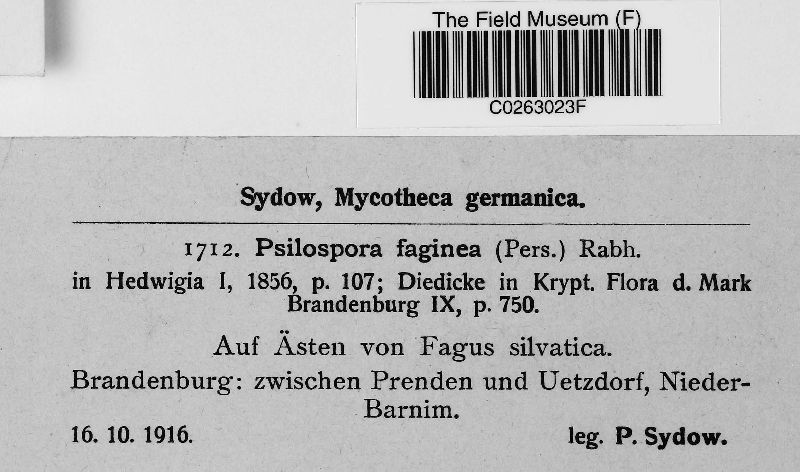 The Field Museum (F)
C0263023F
Sydow, Mycotheca germanica.
1712. Psilospora faginea (Pers.) Rabh.
in Hedwigia I, 1856, p. 107; Diedicke in Krypt. Flora d. Mark
Brandenburg IX, p. 750.
Auf Ästen von Fagus silvatica.
Brandenburg: zwischen Prenden und Uetzdorf, Nieder-
Barnim.
16. 10. 1916. leg. P. Sydow.